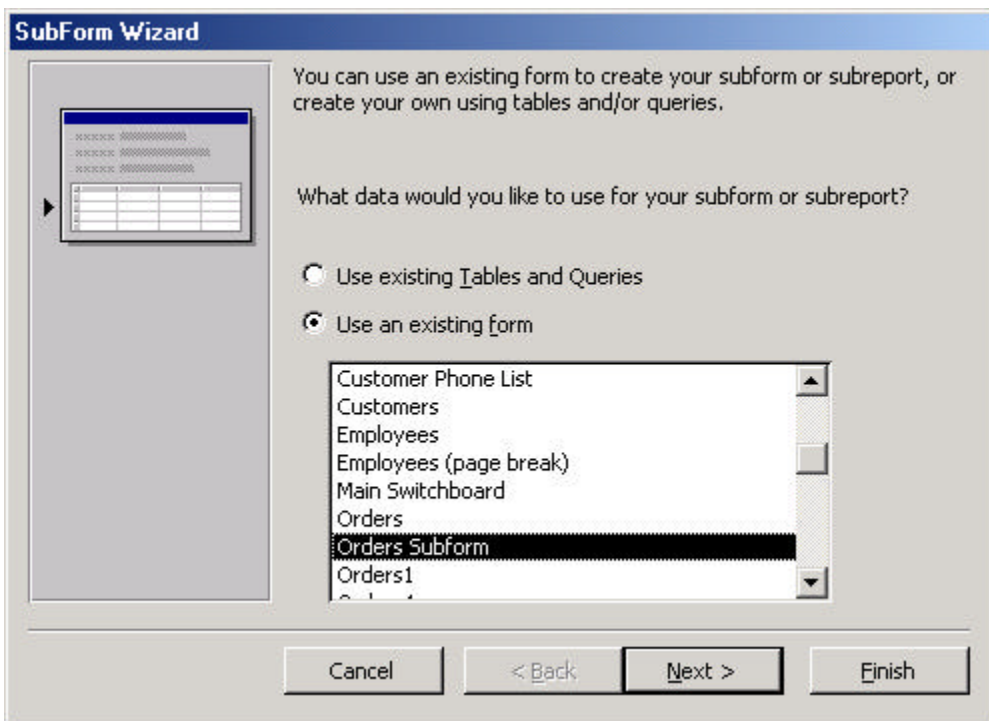 SubForm Wizard
You can use an existing form to create your subform or subreport, or
create your own using tables and/or queries.
What data would you like to use for your subform or subreport?
Use existing Tables and Queries
Use an existing form
Customer Phone List
Customers
Employees
Employees (page break)
Main Switchboard
Orders
Orders Subform
Orders1
Cancel
< Back
Next >
Finish